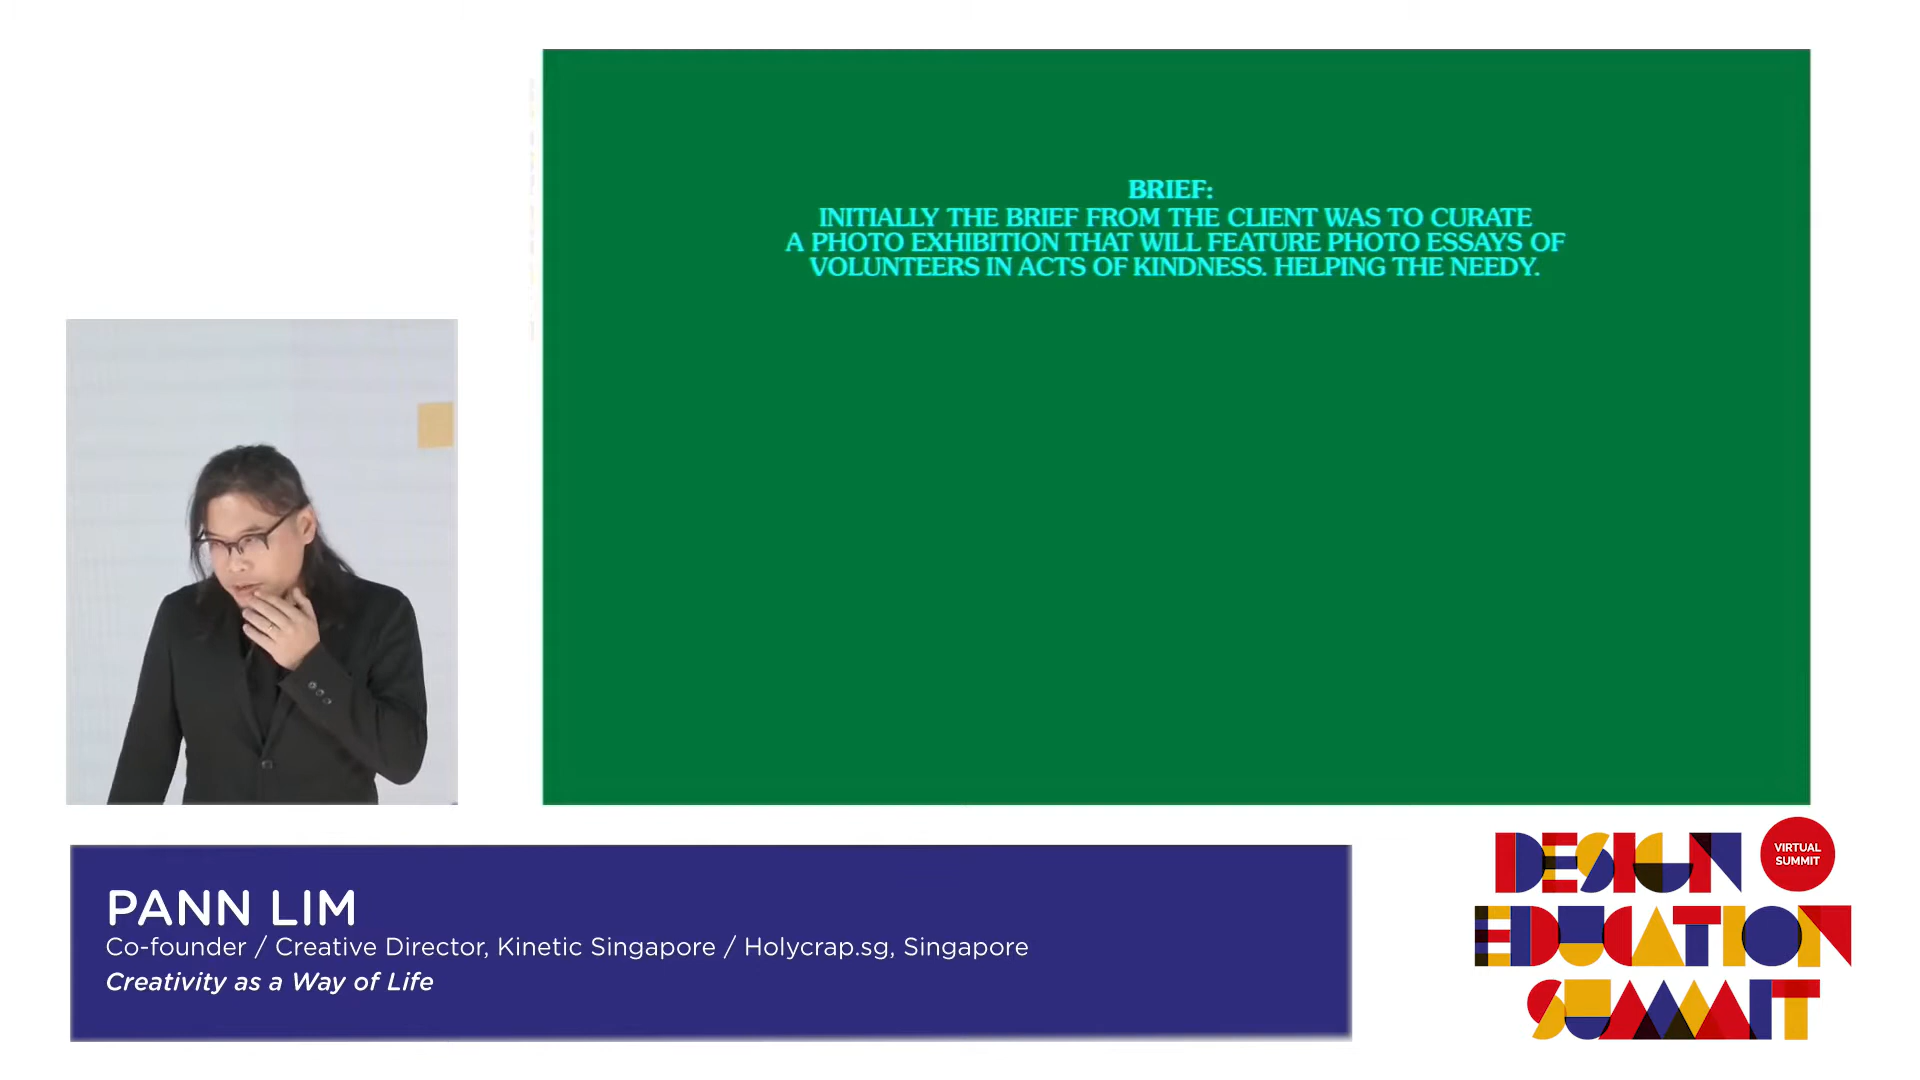 BRIEF:
INITIALLY THE BRIEF FROM THE CLIENT WAS TO CURATE
A PHOTO EXHIBITION THAT WILL FEATURE PHOTO ESSAYS OF
VOLUNTEERS IN ACTS OF KINDNESS. HELPING THE NEEDY.
PANN LIM
Co-founder / Creative Director, Kinetic Singapore / Holycrap.sg, Singapore
Creativity as a Way of Life
DESIGN
VIRTUAL
SUMMIT
EDUCATION
SUMMIT